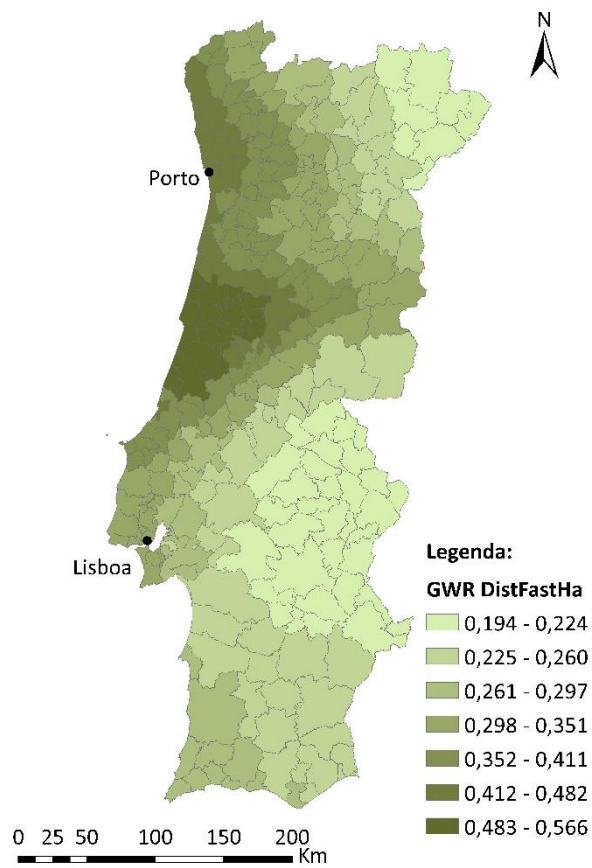 N
Porto
Lisboa
Legenda:
GWR DistFastHa
0,194 - 0,224
0,225 - 0,260
0,261 - 0,297
0,298 - 0,351
0,352 - 0,411
0,412 - 0,482
0,483 - 0,566
0 25 50 100 150 200
Km